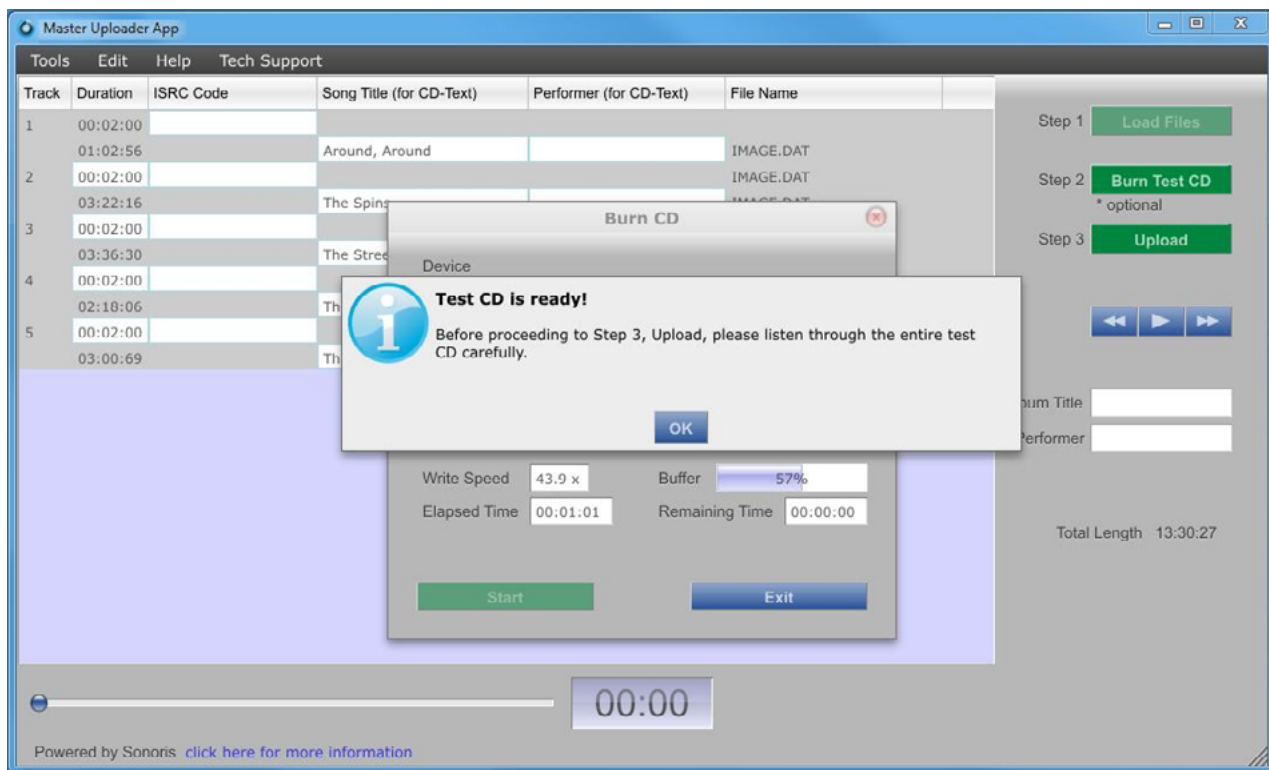 Master Uploader App
Tools Edit Help Tech Support
Track Duration ISRC Code Song Title (for CD-Text) Performer (for CD-Text) File Name
1 00:02:00
01:02:56 Around, Around IMAGE.DAT
2 00:02:00 IMAGE.DAT
03:22:16 The Spins
3 00:02:00
03:36:30 The Stree
4 00:02:00
02:18:06 Th
5 00:02:00
03:00:69 Th
Step 1 Load Files
Step 2 Burn Test CD
* optional
Step 3 Upload
Burn CD
Device
Test CD is ready!
Before proceeding to Step 3, Upload, please listen through the entire test
CD carefully.
OK
Write Speed 43.9 x Buffer 57%
Elapsed Time 00:01:01 Remaining Time 00:00:00
Start Exit
Title
Performer
Total Length 13:30:27
00:00
Powered by Sonoris click here for more information